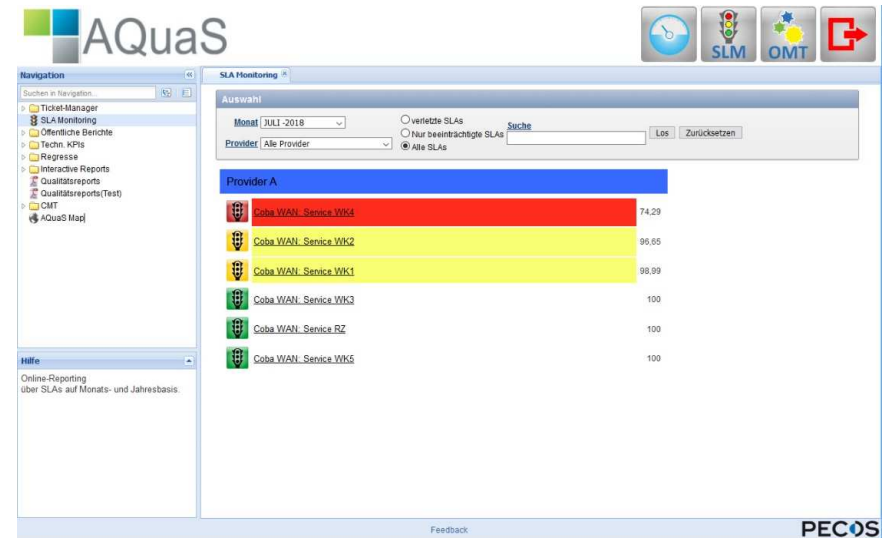 AQuaS
SLM
OMT
Navigation
Suchen in Navigation...
Ticket-Manager
SLA Monitoring
Öffentliche Berichte
Techn. KPIs
Regresse
Interactive Reports
Qualitätsreports
Qualitätsreports(Test)
CMT
AQuaS Map
Hilfe
Online-Reporting
über SLAs auf Monats- und Jahresbasis.
SLA Monitoring
Auswahl
Monat JULI -2018
Provider Alle Provider
verletzte SLAs
Nur beeinträchtigte SLAs
Alle SLAs
Suche
Los Zurücksetzen
Provider A
Coba WAN: Service WK4 74,29
Coba WAN: Service WK2 96,65
Coba WAN: Service WK1 98,99
Coba WAN: Service WK3 100
Coba WAN: Service RZ 100
Coba WAN: Service WK5 100
Feedback
PECOS